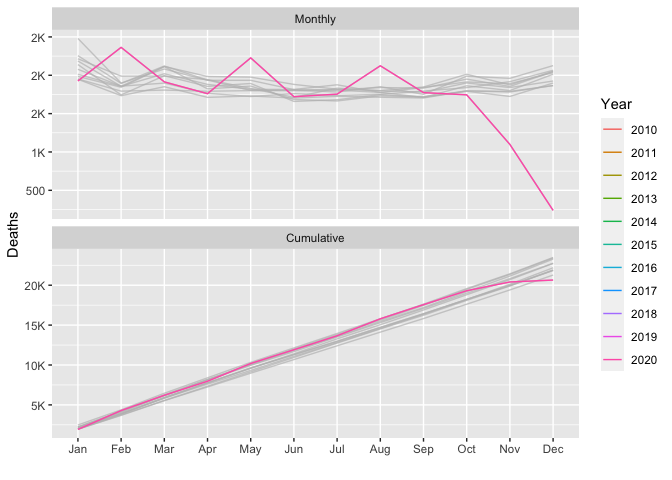 Monthly
2K
2K
2K
1K
500
Deaths
Cumulative
20K
15K
10K
5K
Jan Feb Mar Apr May Jun Jul Aug Sep Oct Nov Dec
Year
2010
2011
2012
2013
2014
2015
2016
2017
2018
2019
2020